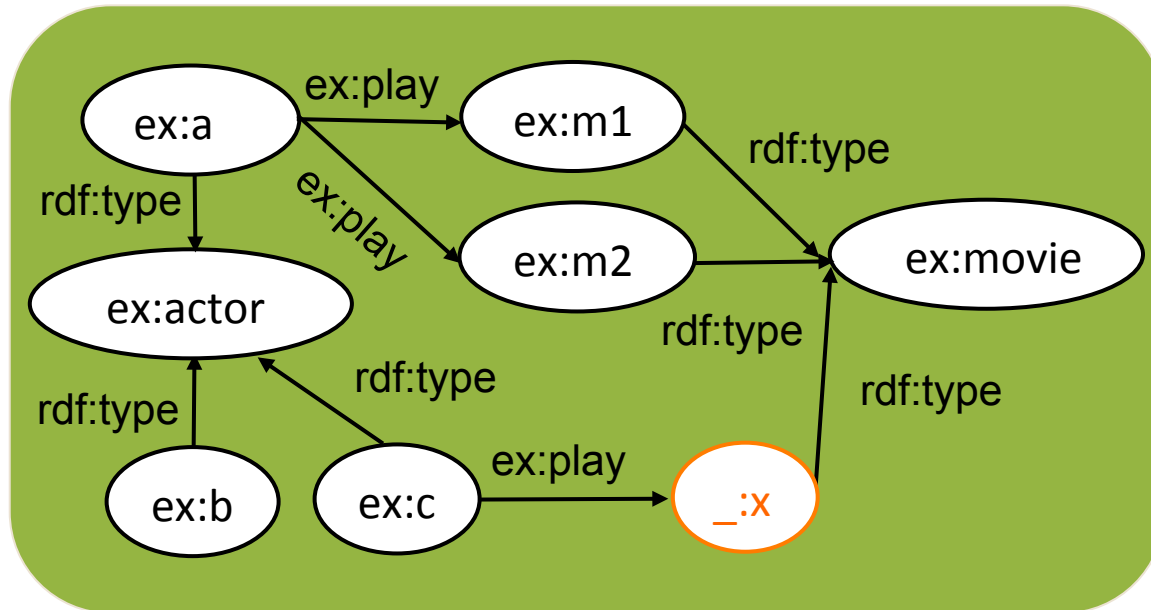 ex:a
ex:play
ex:m1
rdf:type
rdf:type
ex:play
ex:m2
ex:movie
ex:actor
rdf:type
rdf:type
rdf:type
rdf:type
ex:b
ex:c
ex:play
_:x